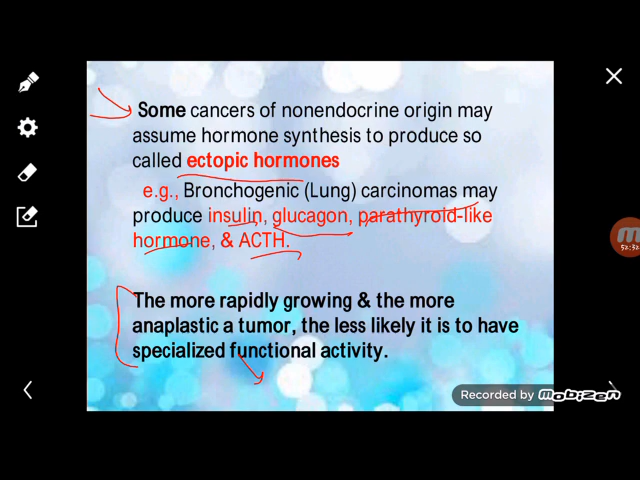 Some cancers of nonendocrine origin may
assume hormone synthesis to produce so
called ectopic hormones
e.g., Bronchogenic (Lung) carcinomas may
produce insulin, glucagon, parathyroid-like
hormone, & ACTH.
The more rapidly growing & the more
anaplastic a tumor, the less likely it is to have
specialized functional activity.
Recorded by mobizen